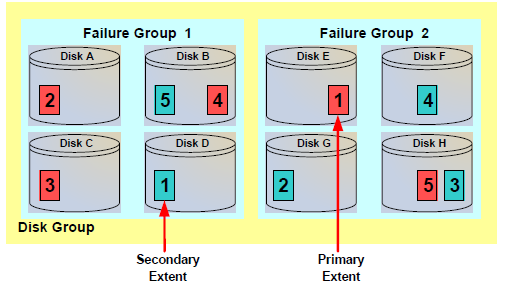 Failure Group 1
Failure Group 2
Disk A
Disk B
Disk E
Disk F
2
5
4
1
4
Disk C
Disk D
Disk G
Disk H
3
1
2
5
3
Disk Group
Secondary
Extent
Primary
Extent